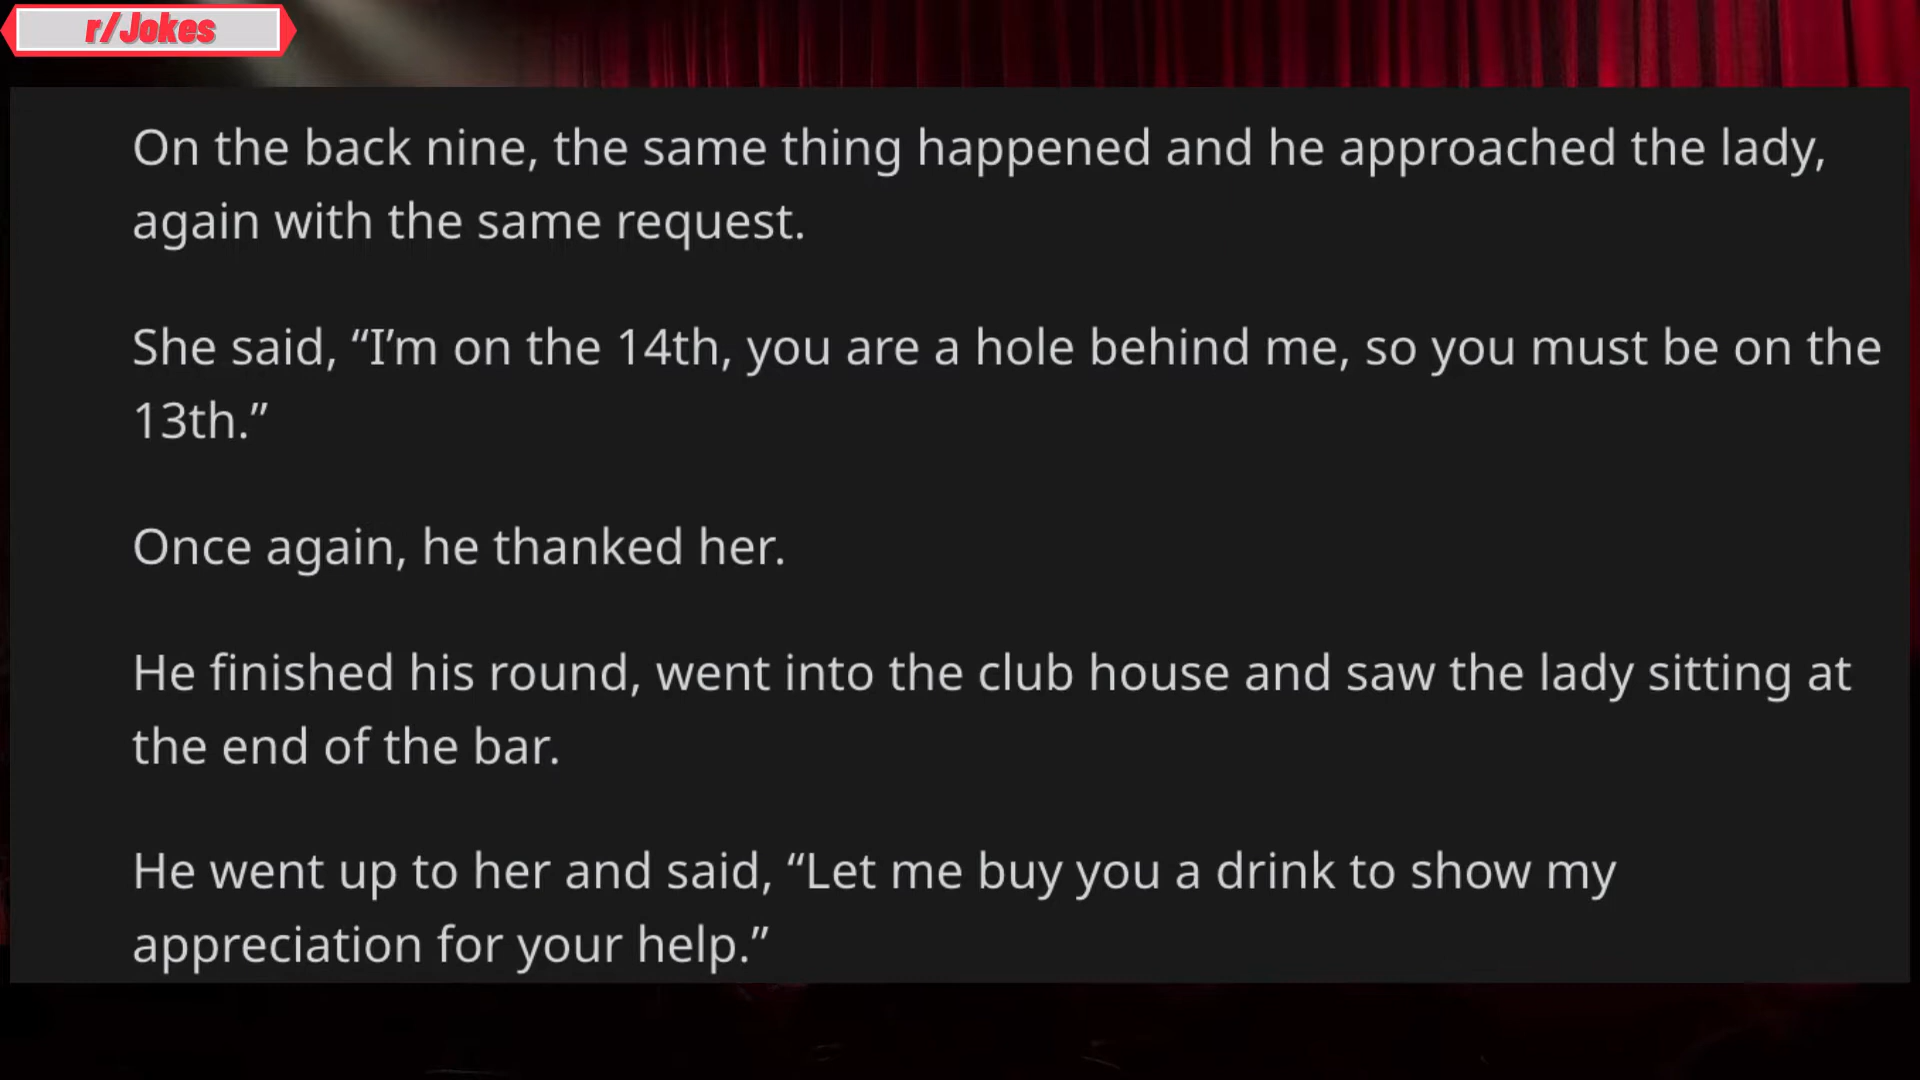 r/Jokes
On the back nine, the same thing happened and he approached the lady,
again with the same request.
She said, “I’m on the 14th, you are a hole behind me, so you must be on the
13th.”
Once again, he thanked her.
He finished his round, went into the club house and saw the lady sitting at
the end of the bar.
He went up to her and said, “Let me buy you a drink to show my
appreciation for your help.”